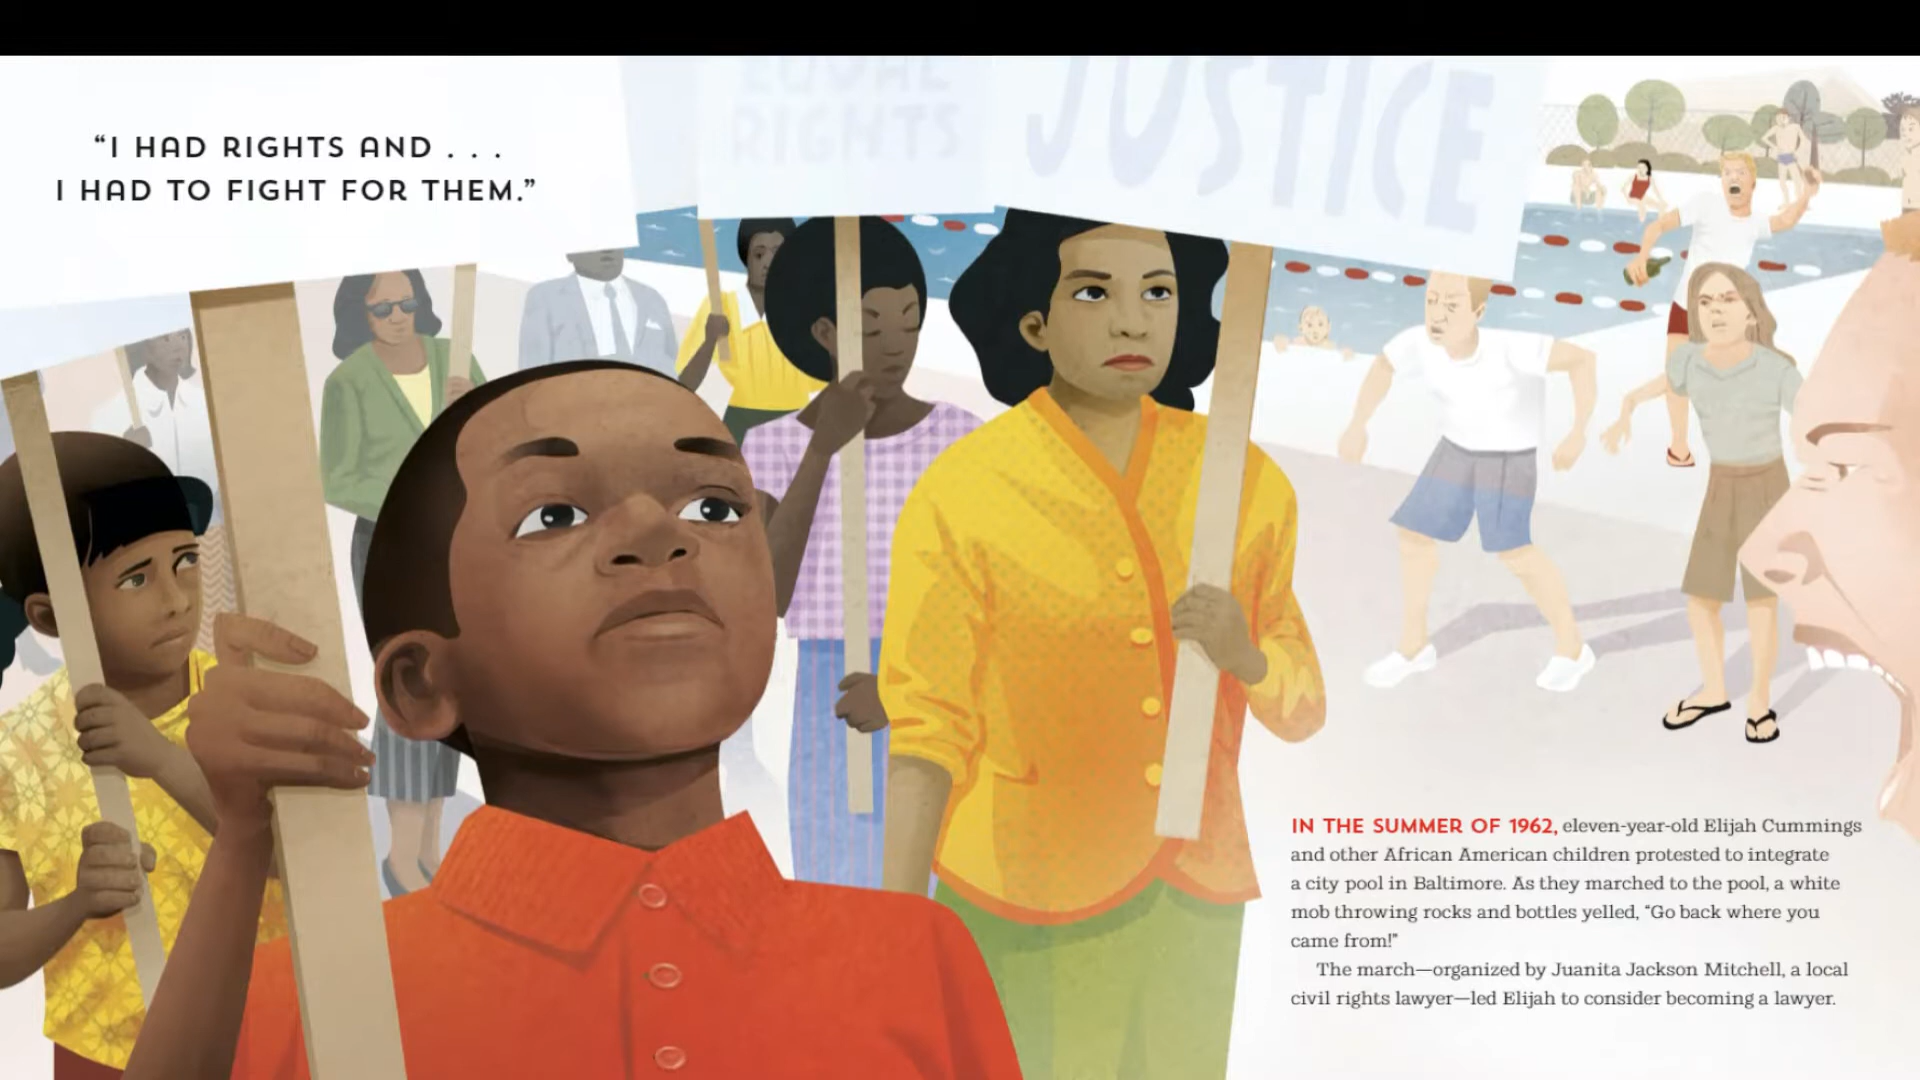 “I HAD RIGHTS AND . . .
I HAD TO FIGHT FOR THEM.”
EQUAL
RIGHTS
JUSTICE
IN THE SUMMER OF 1962, eleven-year-old Elijah Cummings
and other African American children protested to integrate
a city pool in Baltimore. As they marched to the pool, a white
mob throwing rocks and bottles yelled, “Go back where you
came from!”
The march—organized by Juanita Jackson Mitchell, a local
civil rights lawyer—led Elijah to consider becoming a lawyer.